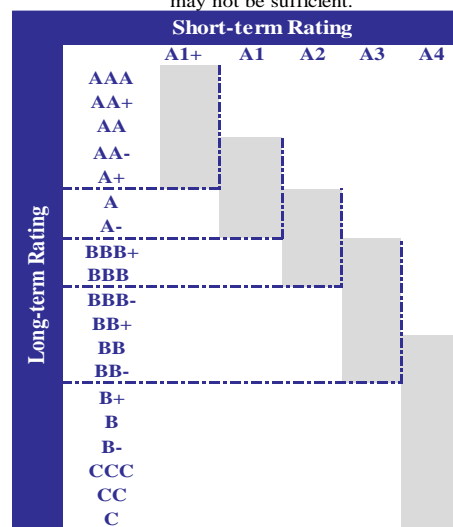 may not be sufficient.
Short-term Rating
A1+ A1 A2 A3 A4
Long-term Rating
AAA
AA+
AA
AA-
A+
A
A-
BBB+
BBB
BBB-
BB+
BB
BB-
B+
B
B-
CCC
CC
C